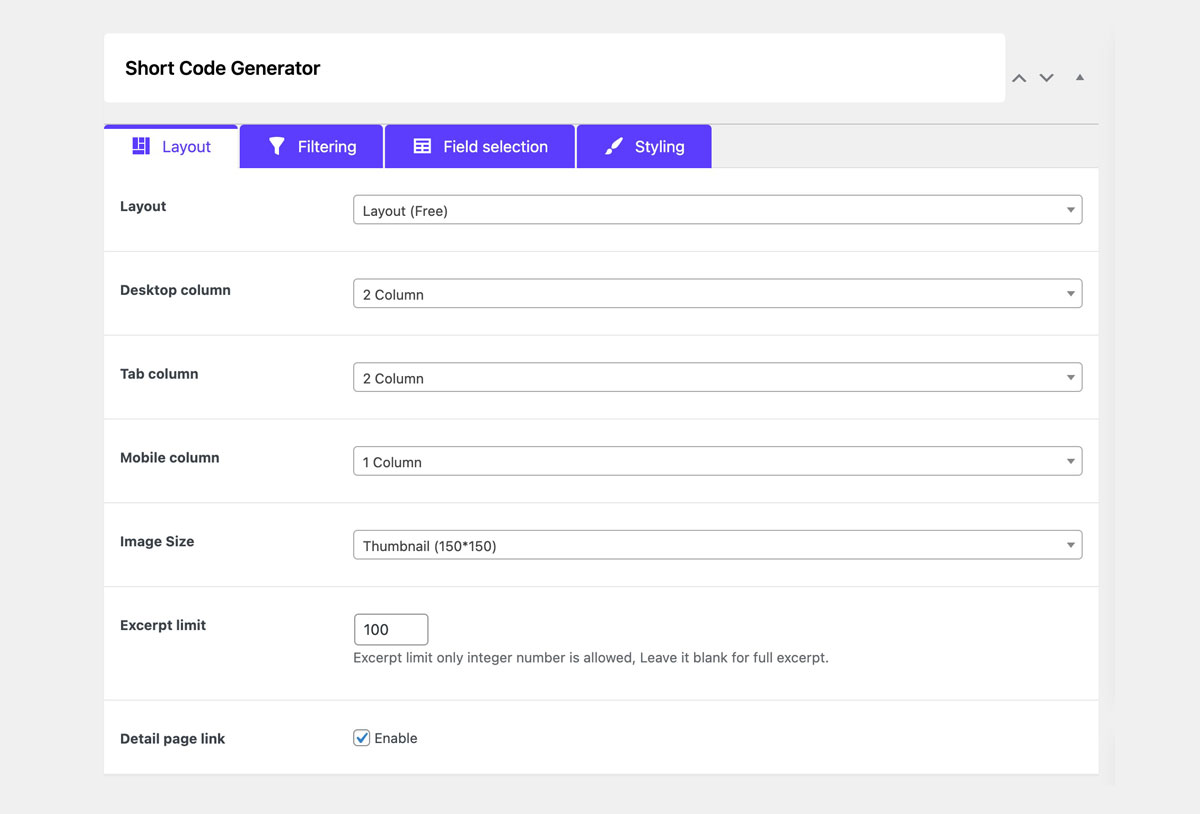 Short Code Generator
Layout Filtering Field selection Styling
Layout Layout (Free)
Desktop column 2 Column
Tab column 2 Column
Mobile column 1 Column
Image Size Thumbnail (150*150)
Excerpt limit 100
Excerpt limit only integer number is allowed, Leave it blank for full excerpt.
Detail page link Enable